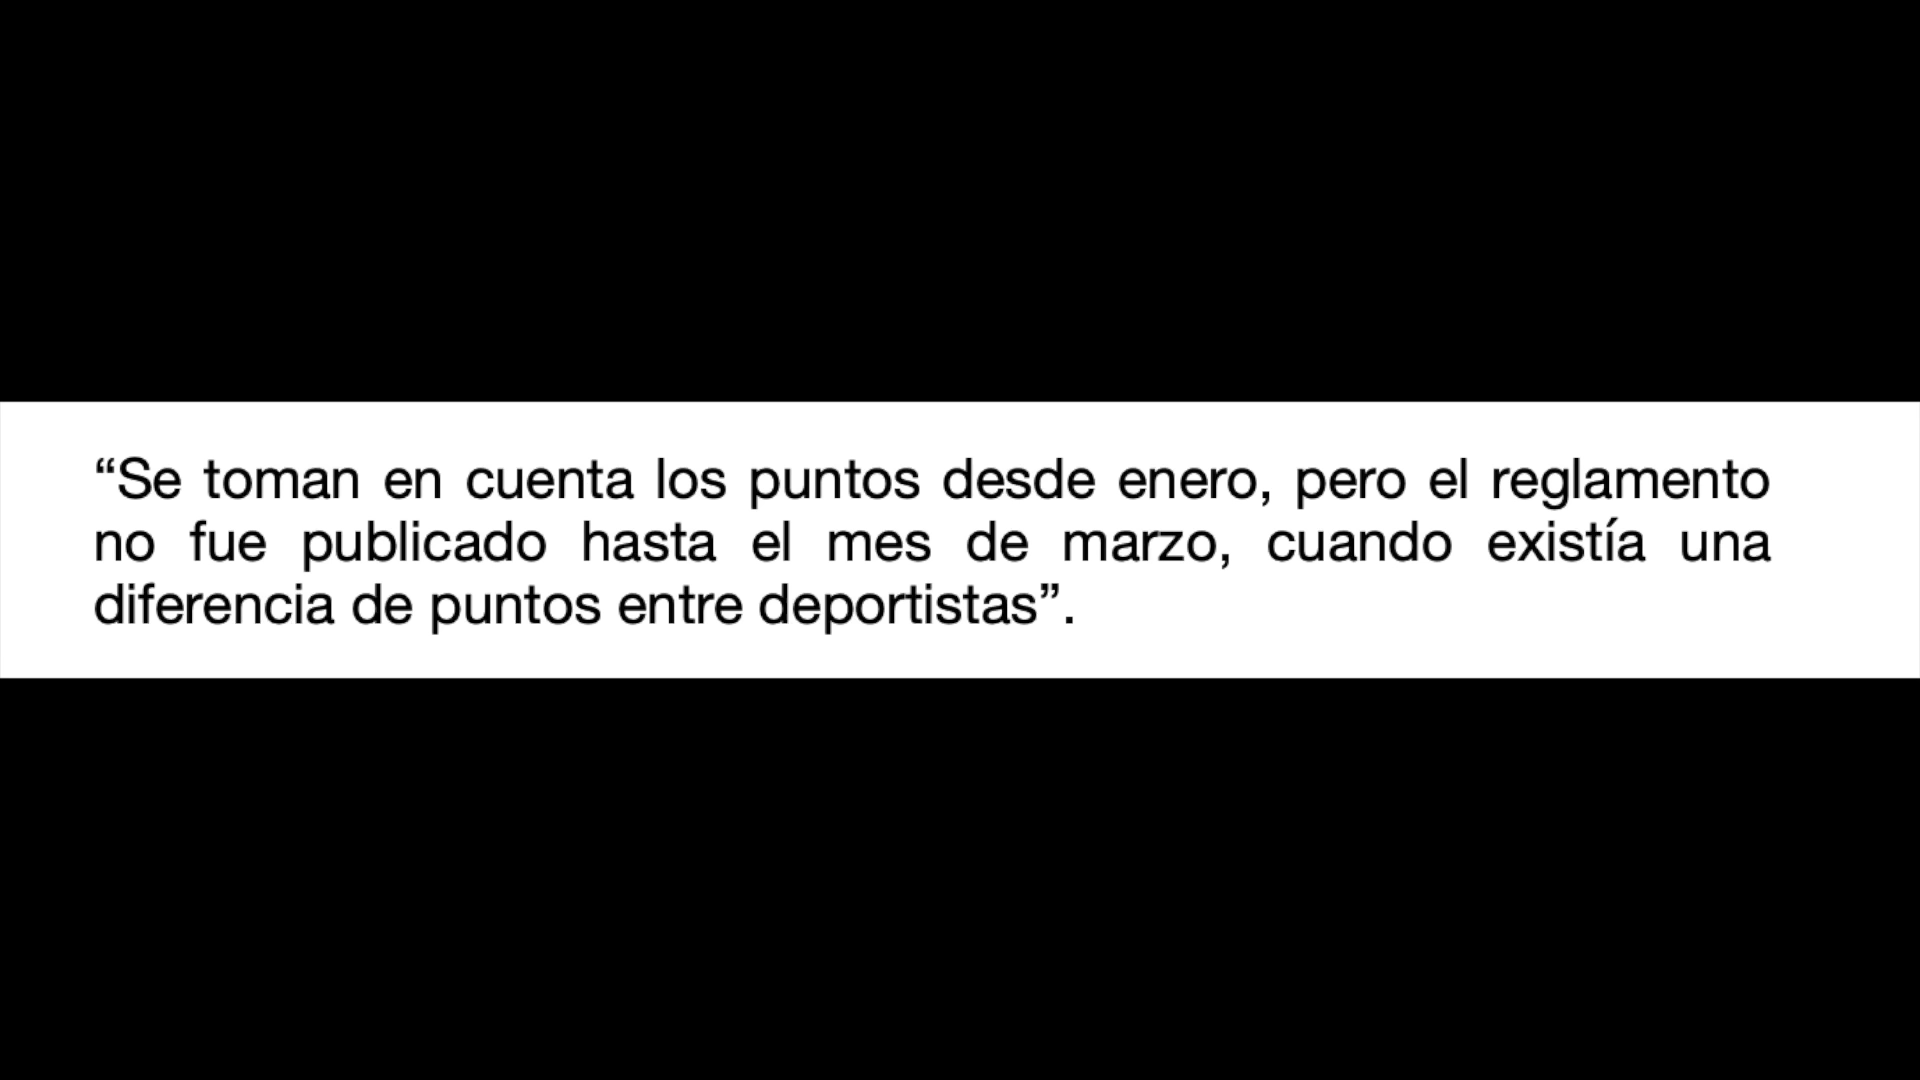 “Se toman en cuenta los puntos desde enero, pero el reglamento
no fue publicado hasta el mes de marzo, cuando existía una
diferencia de puntos entre deportistas”.